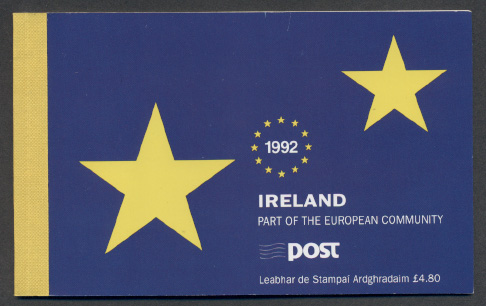 1992
IRELAND
PART OF THE EUROPEAN COMMUNITY
post
Leabhar de Stampaí Ardghradaim £4.80